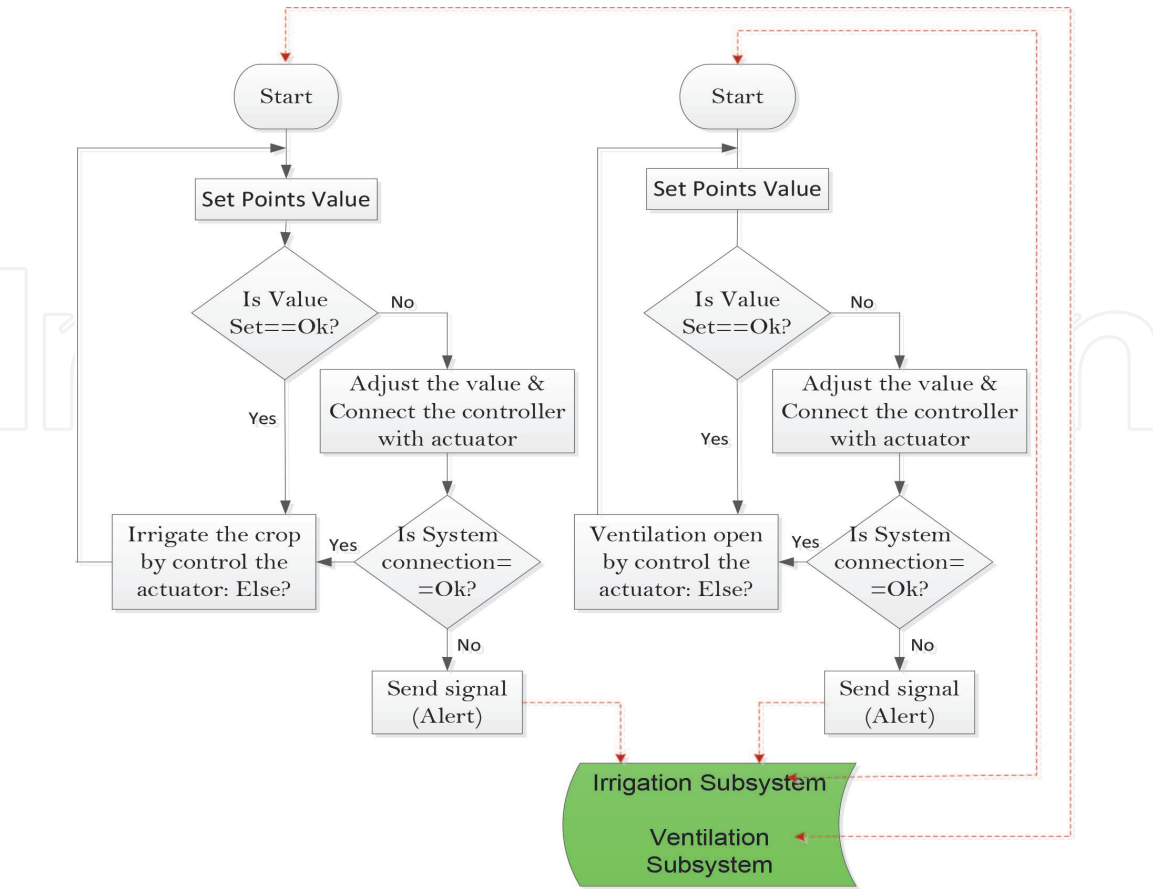 Start
Set Points Value
Is Value
Set==Ok?
No
Yes
Adjust the value &
Connect the controller
with actuator
Irrigate the crop
by control the
actuator: Else?
Yes
Is System
connection=
=Ok?
No
Send signal
(Alert)
Start
Set Points Value
Is Value
Set==Ok?
No
Yes
Adjust the value &
Connect the controller
with actuator
Ventilation open
by control the
actuator: Else?
Yes
Is System
connection=
=Ok?
No
Send signal
(Alert)
Irrigation Subsystem
Ventilation
Subsystem